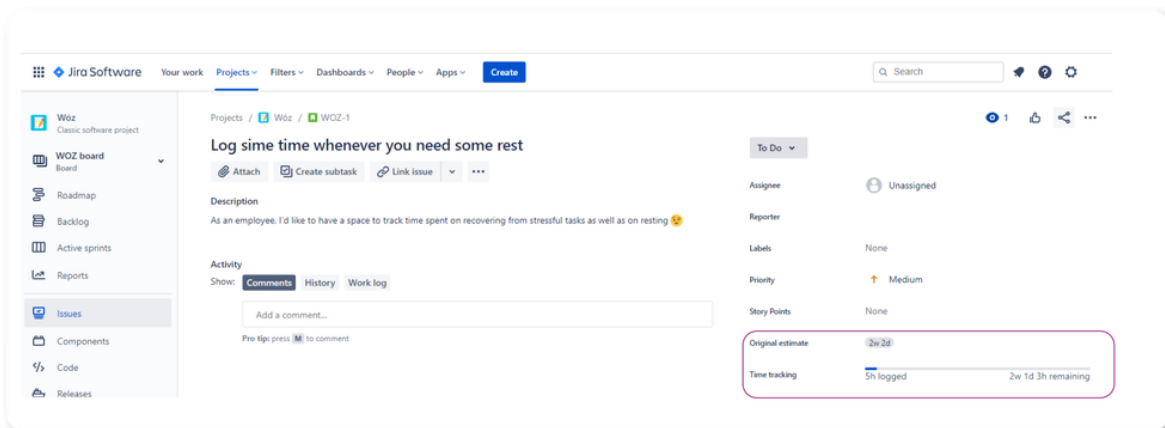 Jira Software Your work Projects Filters Dashboards People Apps Create Search ? 
Wóz
Classic software project
WOZ board
Board
Roadmap
Backlog
Active sprints
Reports
Issues
Components
Code
Releases
Projects / Wóz / WOZ-1
1
Log sime time whenever you need some rest
Attach Create subtask Link issue
Description
As an employee, I'd like to have a space to track time spent on recovering from stressful tasks as well as on resting 😴
Activity
Show: Comments History Work log
Add a comment...
Pro tip: press M to comment
To Do
Assignee Unassigned
Reporter
Labels None
Priority Medium
Story Points None
Original estimate 2w 2d
Time tracking 5h logged 2w 1d 3h remaining